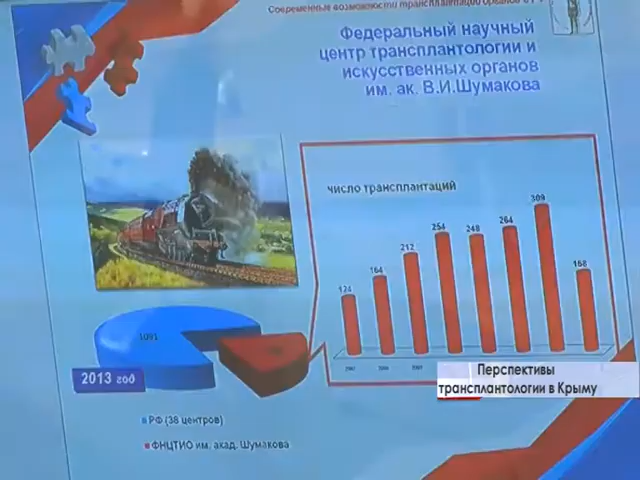 Современные возможности трансплантации органов в Р
Федеральный научный
центр трансплантологии и
искусственных органов
им. ак. В.И.Шумакова
число трансплантаций
124
164
212
254
248
264
309
168
1091
2013 год
Перспективы
трансплантологии в Крыму
РФ (38 центров)
ФНЦТИО им. акад. Шумакова